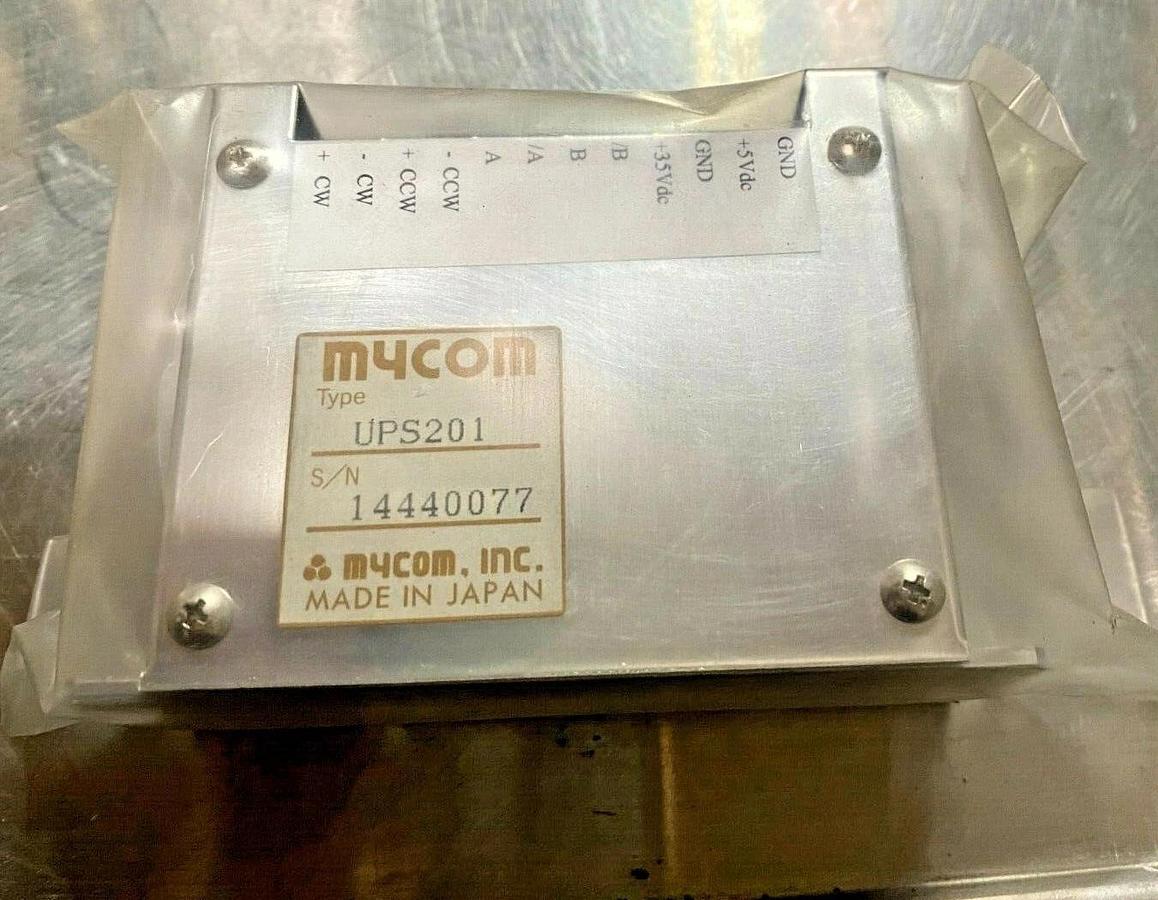 + CW
- CW
+ CCW
- CCW
A
/A
B
/B
+35Vdc
GND
+5Vdc
GND
mycom
Type
UPS201
S/N
14440077
mycom, INC.
MADE IN JAPAN